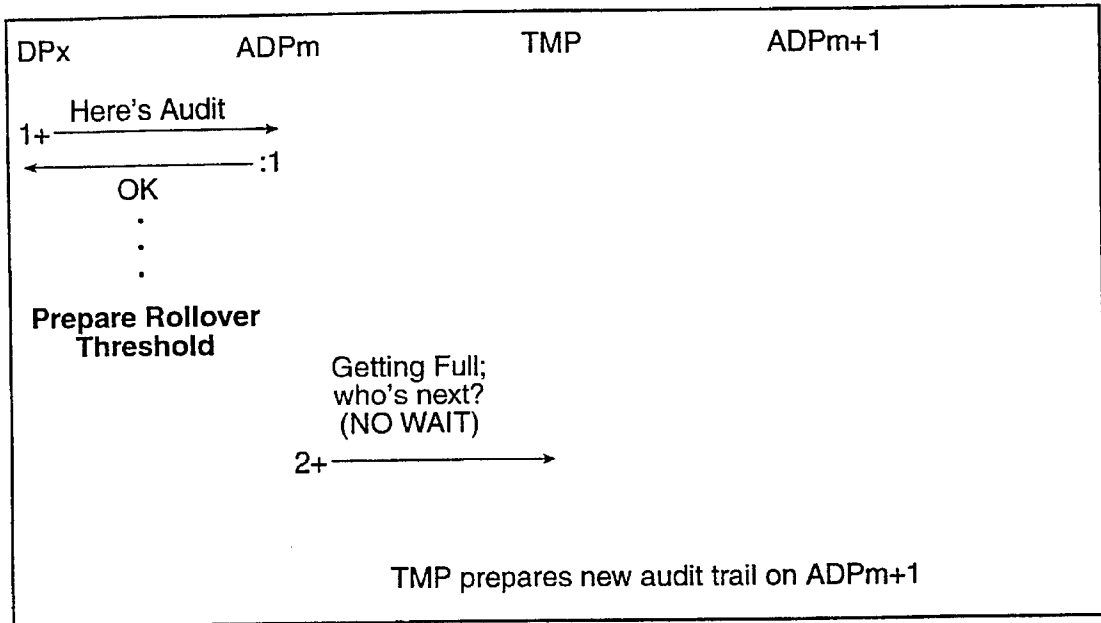 DPx ADPm TMP ADPm+1
Here's Audit
1+
:1
OK
.
.
.
Prepare Rollover
Threshold
Getting Full;
who's next?
(NO WAIT)
2+
TMP prepares new audit trail on ADPm+1